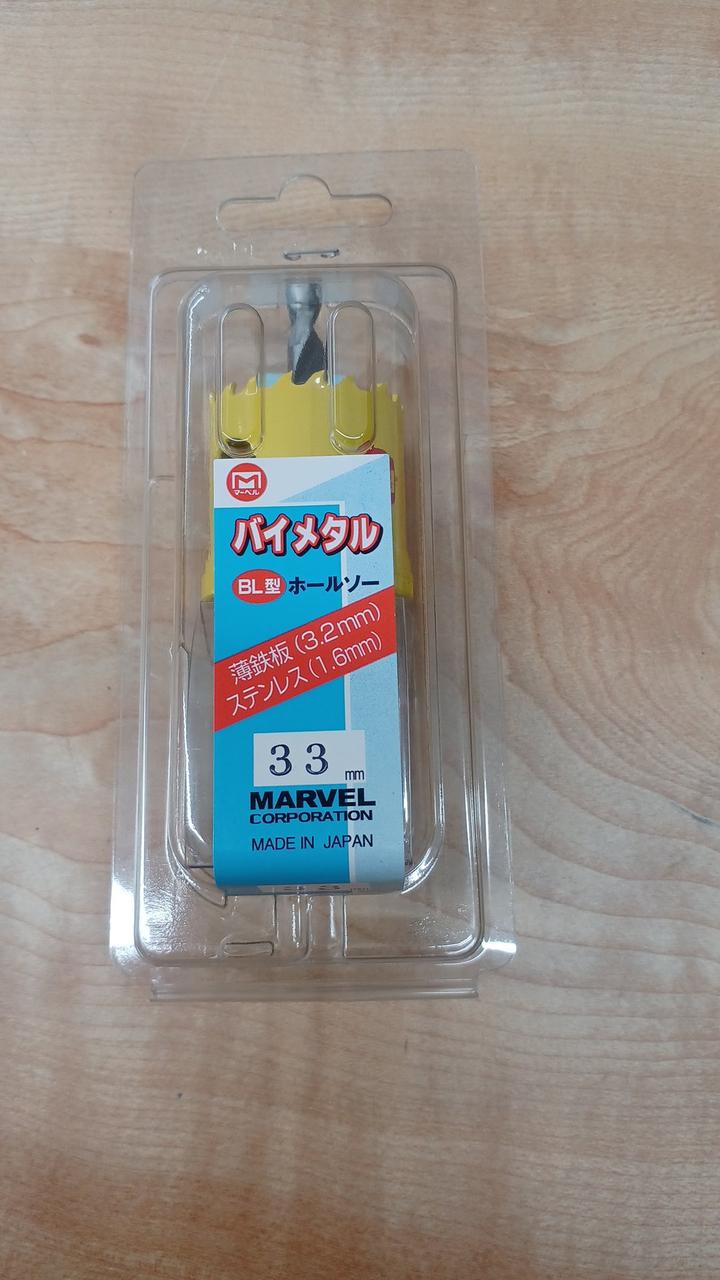 マーベル
バイメタル
BL型 ホールソー
薄鉄板(3.2mm)
ステンレス(1.6mm)
33 mm
MARVEL
CORPORATION
MADE IN JAPAN